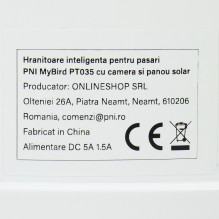 Hranitoare inteligenta pentru pasari
PNI MyBird PT035 cu camera si panou solar
Producator: ONLINESHOP SRL
Olteniei 26A, Piatra Neamt, Neamt, 610206
Romania, comenzi@pni.ro
Fabricat in China
Alimentare DC 5A 1.5A
CE